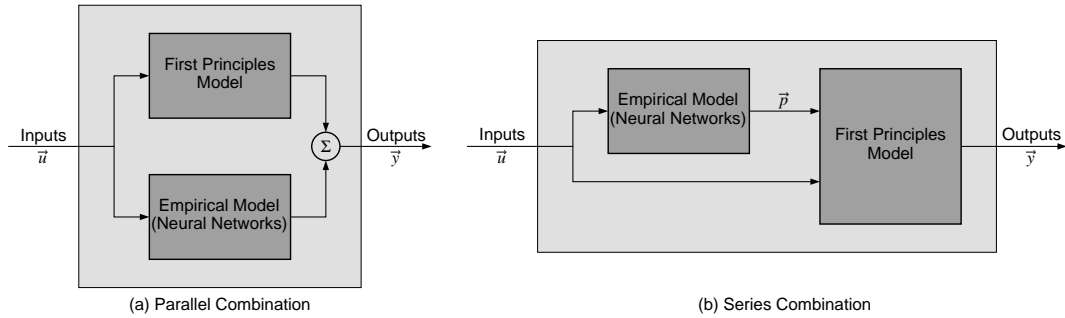 First Principles
Model
Inputs
u⃗
Σ
Outputs
y⃗
Empirical Model
(Neural Networks)
(a) Parallel Combination
Empirical Model
(Neural Networks)
p⃗
Inputs
u⃗
First Principles
Model
Outputs
y⃗
(b) Series Combination